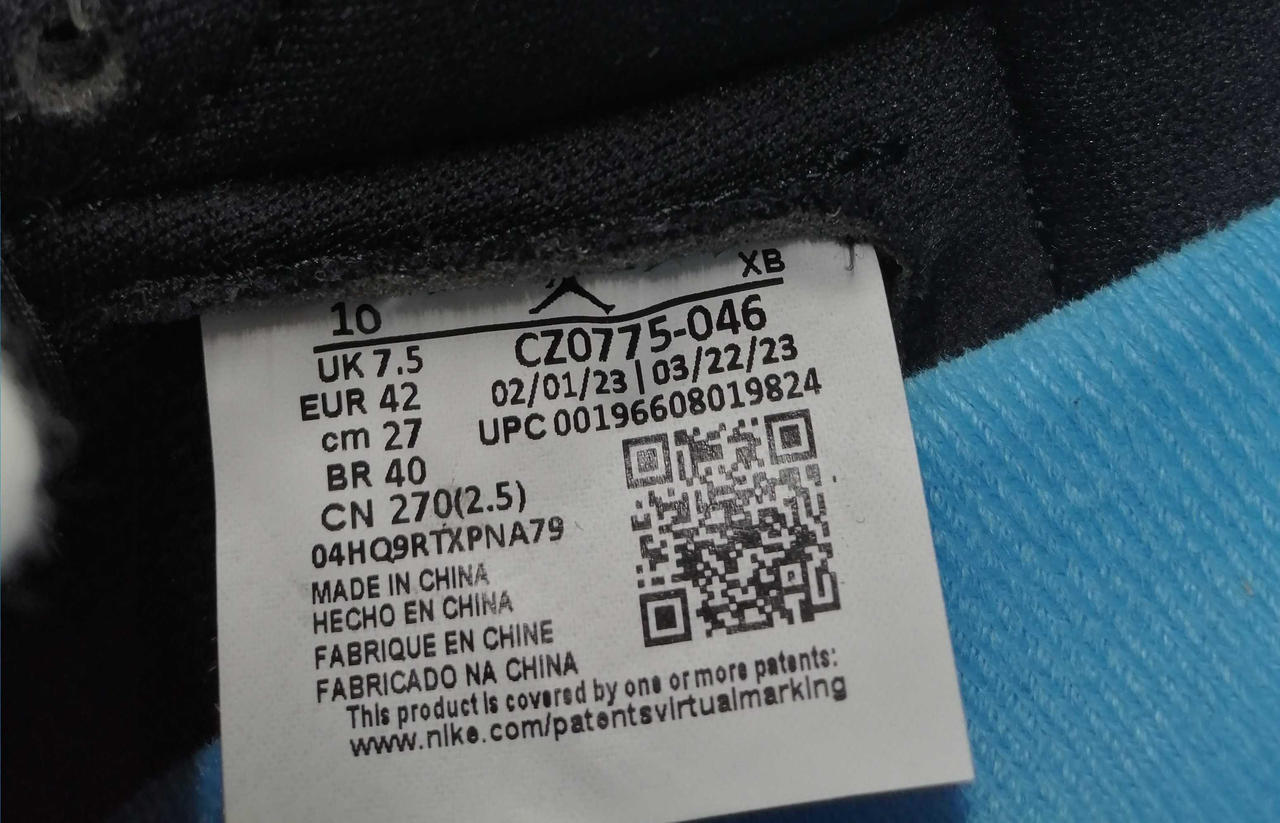 10 XB
UK 7.5 CZ0775-046
EUR 42 02/01/23 | 03/22/23
cm 27 UPC 00196608019824
BR 40
CN 270(2.5)
04HQ9RTXPNA79
MADE IN CHINA
HECHO EN CHINA
FABRIQUE EN CHINE
FABRICADO NA CHINA
This product is covered by one or more patents:
www.nike.com/patentsvirtualmarking